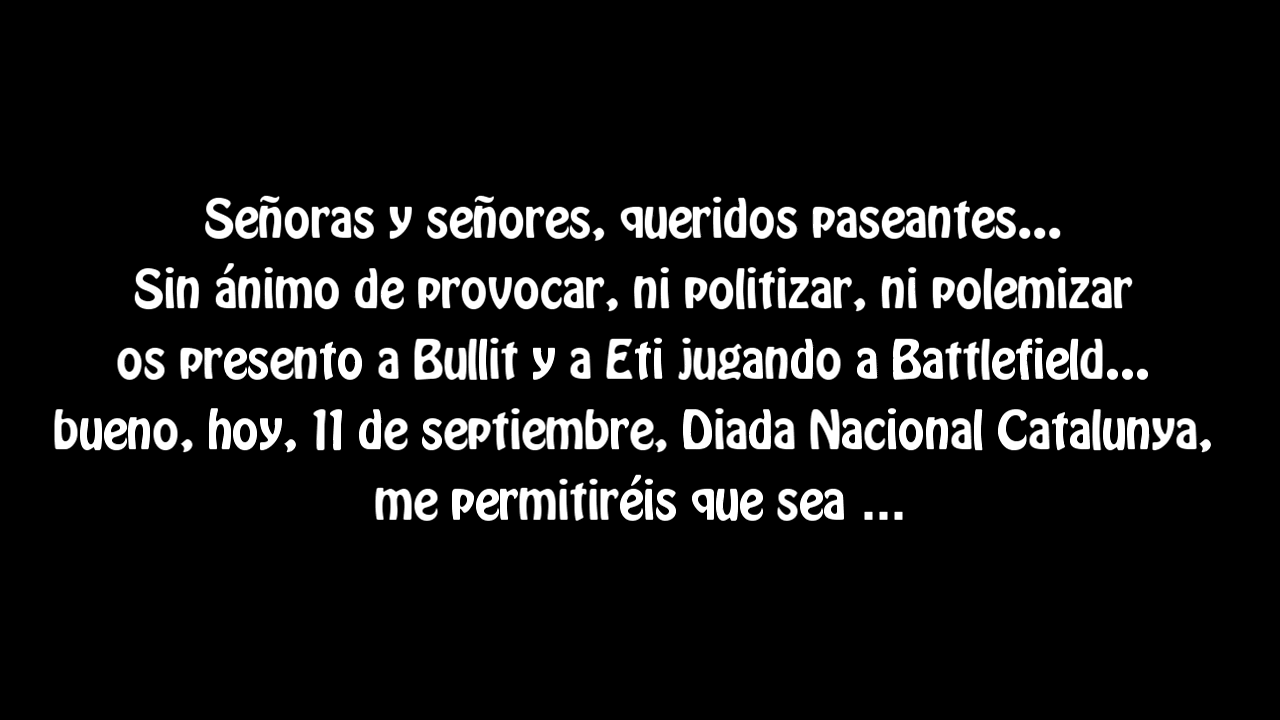 Señoras y señores, queridos paseantes...
Sin ánimo de provocar, ni politizar, ni polemizar
os presento a Bullit y a Eti jugando a Battlefield...
bueno, hoy, 11 de septiembre, Diada Nacional Catalunya,
me permitiréis que sea ...